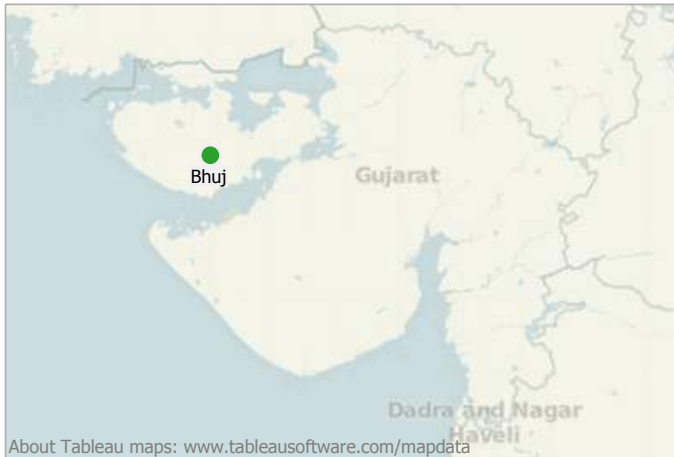 Bhuj
Gujarat
Dadra and Nagar
Haveli
About Tableau maps: www.tableausoftware.com/mapdata